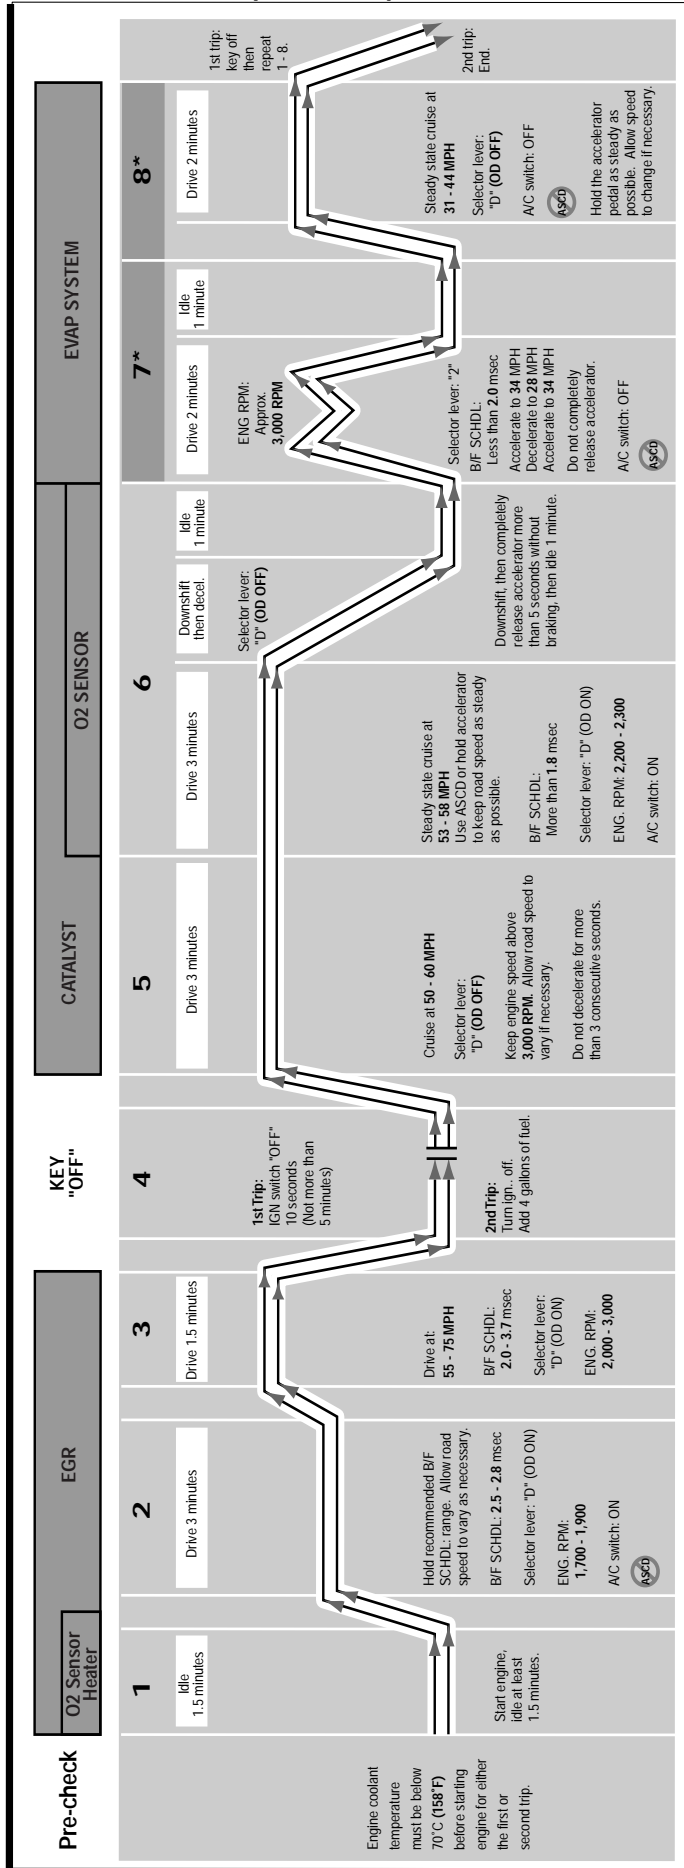 Pre-check
O2 Sensor
Heater
EGR
KEY
"OFF"
CATALYST
O2 SENSOR
EVAP SYSTEM
Engine coolant
temperature
must be below
70˚C (158˚F)
before starting
engine for either
the first or
second trip.
1
Idle
1.5 minutes
Start engine,
idle at least
1.5 minutes.
2
Drive 3 minutes
Hold recommended B/F
SCHDL: range. Allow road
speed to vary as necessary.
B/F SCHDL: 2.5 - 2.8 msec
Selector lever: "D" (OD ON)
ENG. RPM:
1,700 - 1,900
A/C switch: ON
ASCD
3
Drive 1.5 minutes
Drive at:
55 - 75 MPH
B/F SCHDL:
2.0 - 3.7 msec
Selector lever:
"D" (OD ON)
ENG. RPM:
2,000 - 3,000
4
1st Trip:
IGN switch "OFF"
10 seconds
(Not more than
5 minutes)
2nd Trip:
Turn ign.. off.
Add 4 gallons of fuel.
5
Drive 3 minutes
Cruise at 50 - 60 MPH
Selector lever:
"D" (OD OFF)
Keep engine speed above
3,000 RPM. Allow road speed to
vary if necessary.
Do not decelerate for more
than 3 consecutive seconds.
6
Drive 3 minutes
Steady state cruise at
53 - 58 MPH
Use ASCD or hold accelerator
to keep road speed as steady
as possible.
B/F SCHDL:
More than 1.8 msec
Selector lever: "D" (OD ON)
ENG. RPM: 2,200 - 2,300
A/C switch: ON
Downshift
then decel.
Selector lever:
"D" (OD OFF)
Idle
1 minute
Downshift, then completely
release accelerator more
than 5 seconds without
braking, then idle 1 minute.
7*
Drive 2 minutes
ENG RPM:
Approx.
3,000 RPM
Selector lever: "2"
B/F SCHDL:
Less than 2.0 msec
Accelerate to 34 MPH
Decelerate to 28 MPH
Accelerate to 34 MPH
Do not completely
release accelerator.
A/C switch: OFF
ASCD
Idle
1 minute
8*
Drive 2 minutes
Steady state cruise at
31 - 44 MPH
Selector lever:
"D" (OD OFF)
A/C switch: OFF
ASCD
Hold the accelerator
pedal as steady as
possible. Allow speed
to change if necessary.
1st trip:
key off
then
repeat
1 - 8.
2nd trip:
End.